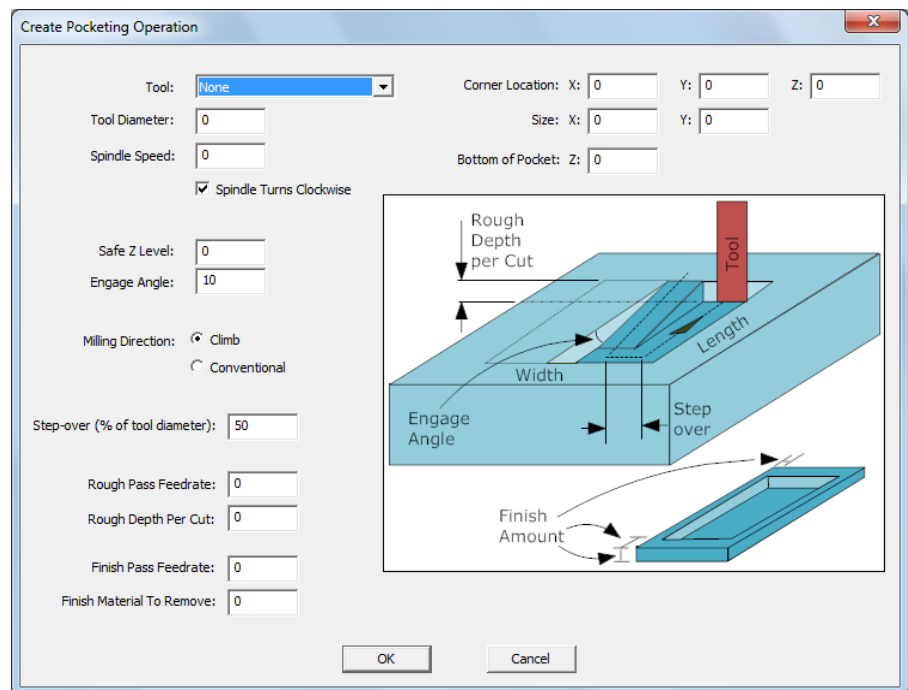 Create Pocketing Operation
X
Tool: None
Tool Diameter: 0
Spindle Speed: 0
Spindle Turns Clockwise
Safe Z Level: 0
Engage Angle: 10
Milling Direction: Climb
Conventional
Step-over (% of tool diameter): 50
Rough Pass Feedrate: 0
Rough Depth Per Cut: 0
Finish Pass Feedrate: 0
Finish Material To Remove: 0
Corner Location: X: 0 Y: 0 Z: 0
Size: X: 0 Y: 0
Bottom of Pocket: Z: 0
Rough
Depth
per Cut
Tool
Length
Width
Engage
Angle
Step
over
Finish
Amount
OK Cancel